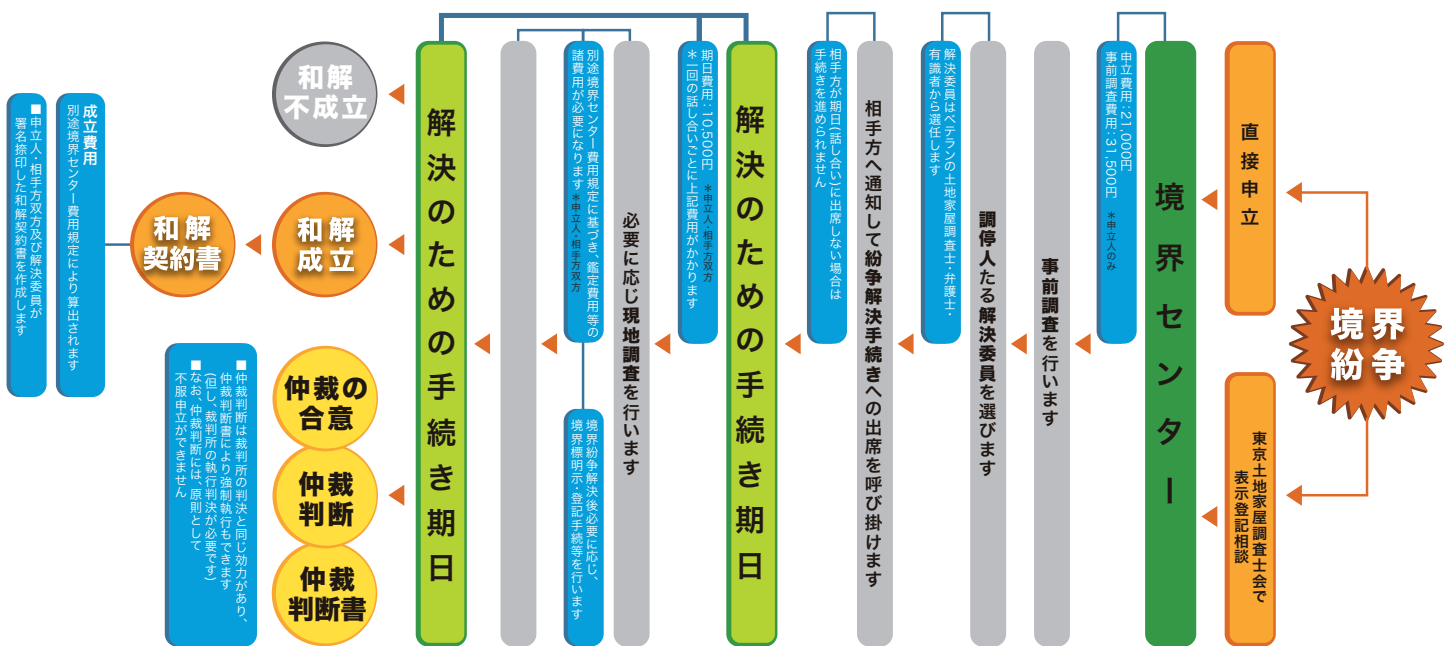 境界
紛争
直接申立
東京土地家屋調査士会で
表示登記相談
境界センター
申立費用:21,000円
事前調査費用:31,500円 *申立人のみ
事前調査を行います
調停人たる解決委員を選びます
解決委員はベテランの土地家屋調査士・弁護士・
有識者から選任します
相手方へ通知して紛争解決手続きへの出席を呼び掛けます
相手方が期日(話し合い)に出席しない場合は
手続きを進められません
解決のための手続き期日
期日費用:10,500円 *申立人・相手方双方
*一回の話し合いごとに上記費用がかかります
必要に応じ現地調査を行います
別途境界センター費用規定に基づき、鑑定費用等の
諸費用が必要になります *申立人・相手方双方
境界紛争解決後必要に応じ、
境界標明示・登記手続等を行います
解決のための手続き期日
和解
不成立
和解
成立
和解
契約書
成立費用
別途境界センター費用規定により算出されます
■申立人・相手方双方及び解決委員が
署名捺印した和解契約書を作成します
仲裁の
合意
仲裁
判断
仲裁
判断書
■仲裁判断は裁判所の判決と同じ効力があり、
仲裁判断書により強制執行もできます
(但し、裁判所の執行判決が必要です)
■なお、仲裁判断には、原則として
不服申立ができません